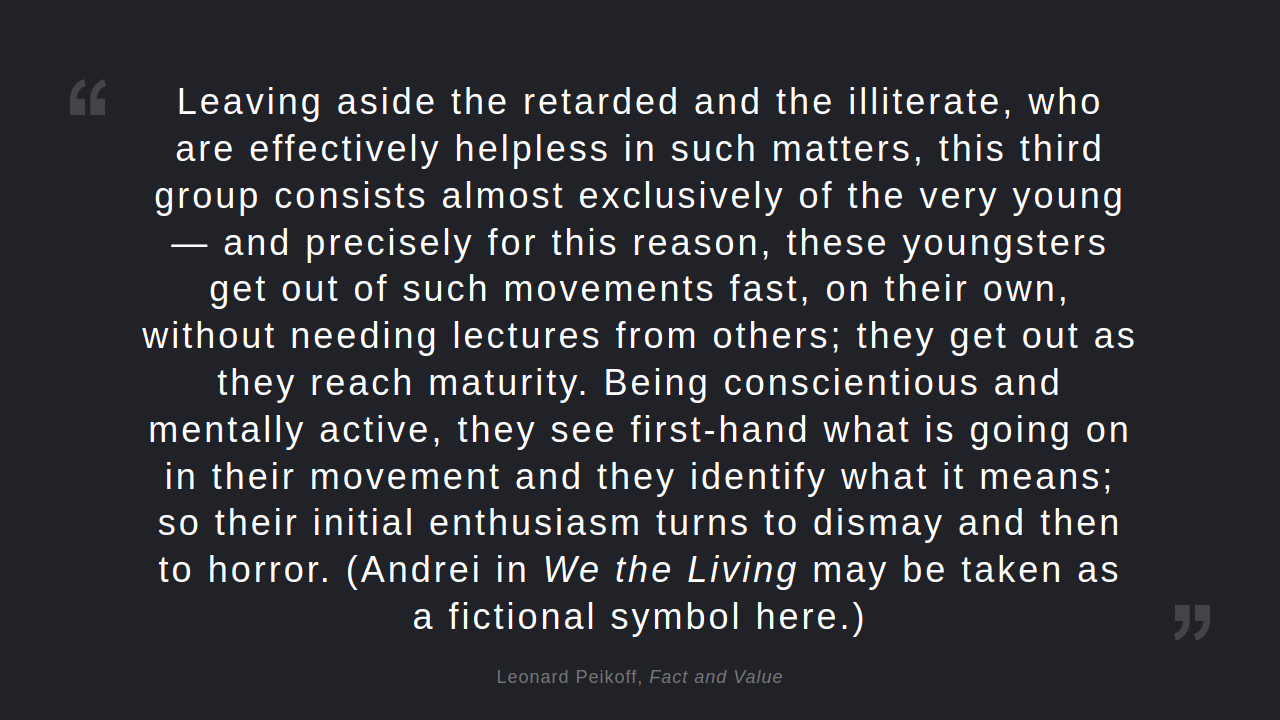 “
Leaving aside the retarded and the illiterate, who
are effectively helpless in such matters, this third
group consists almost exclusively of the very young
— and precisely for this reason, these youngsters
get out of such movements fast, on their own,
without needing lectures from others; they get out as
they reach maturity. Being conscientious and
mentally active, they see first-hand what is going on
in their movement and they identify what it means;
so their initial enthusiasm turns to dismay and then
to horror. (Andrei in We the Living may be taken as
a fictional symbol here.)
”
Leonard Peikoff, Fact and Value